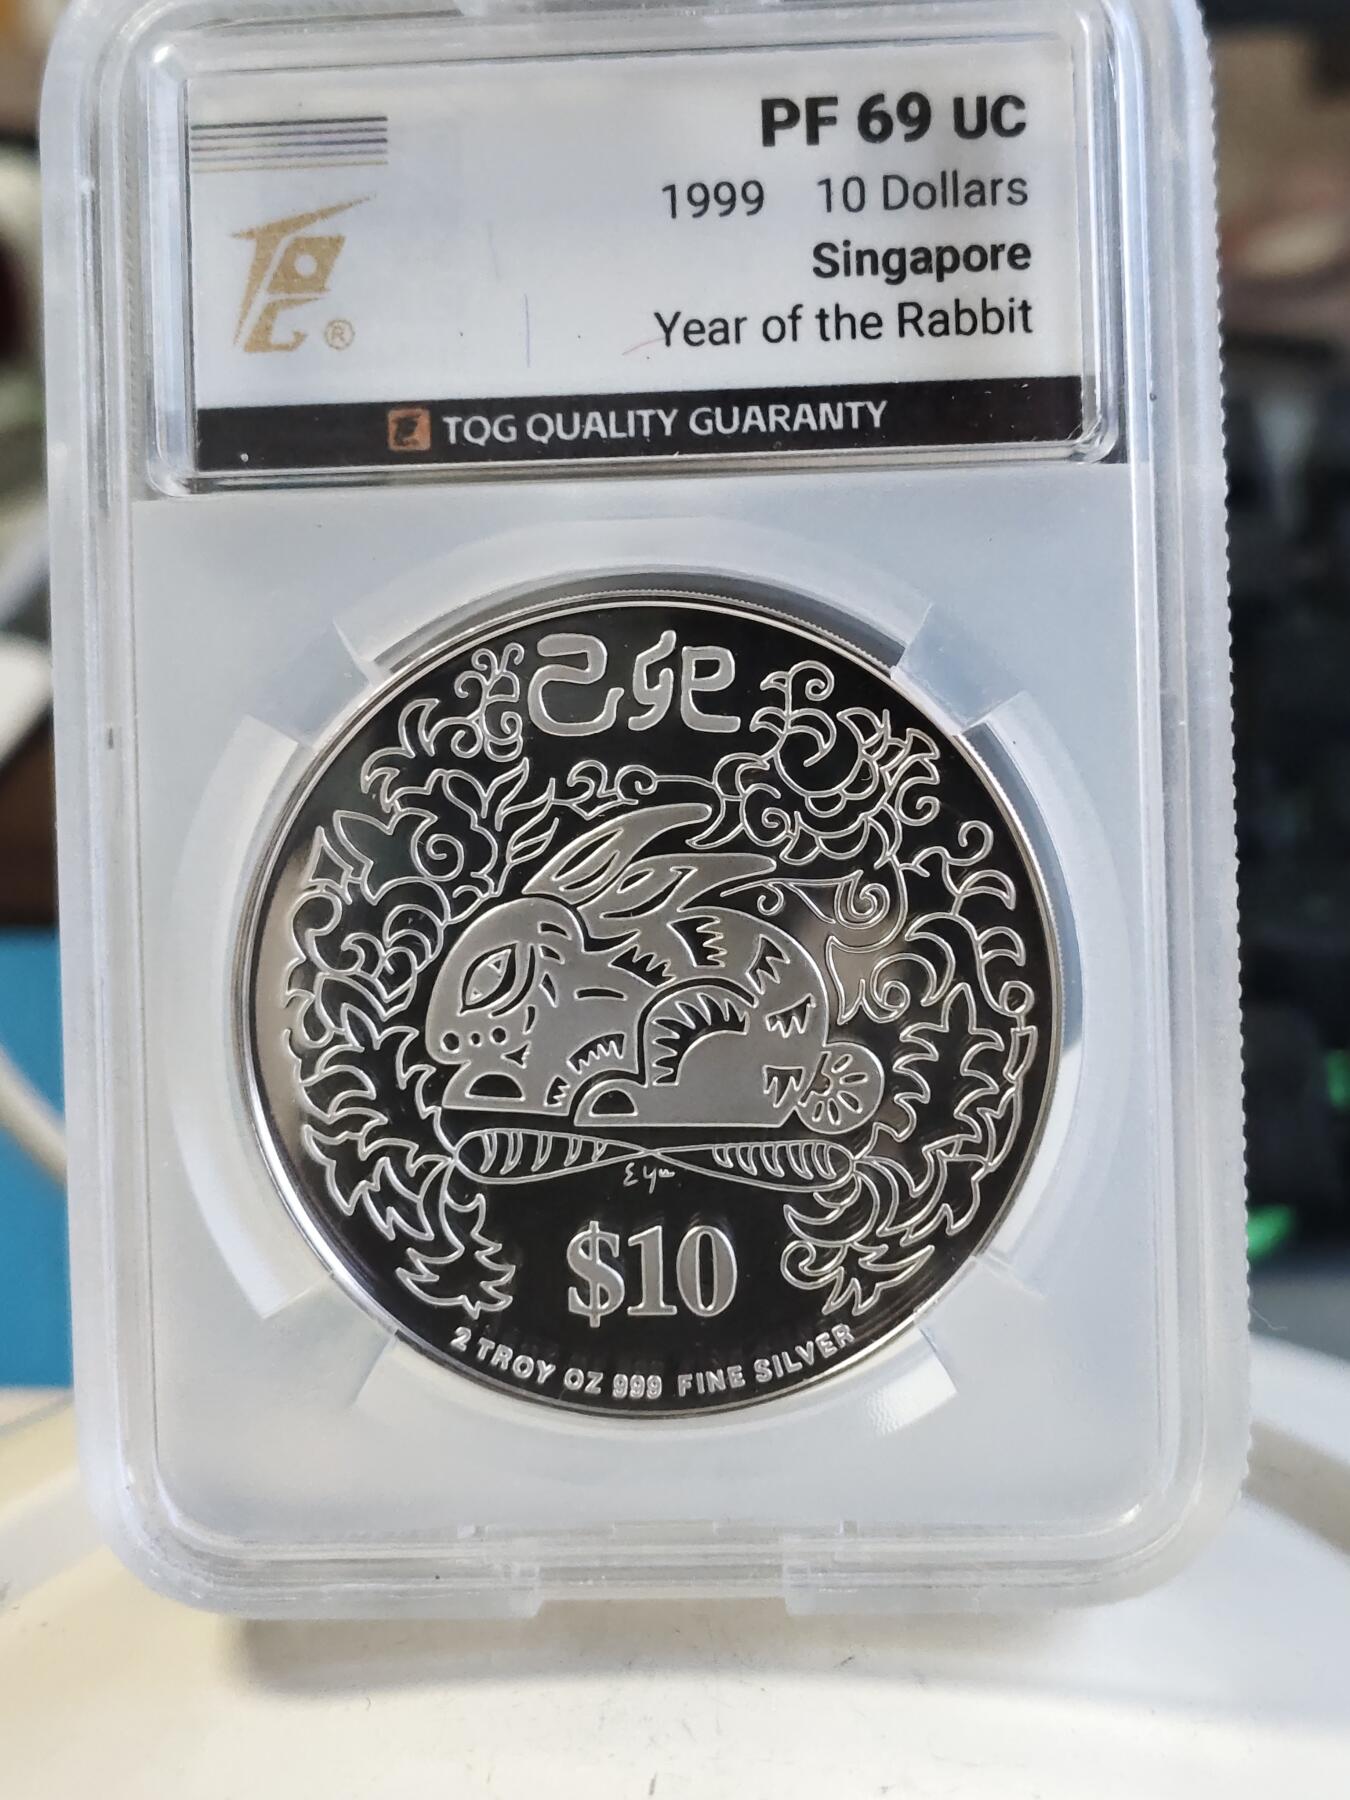 PF 69 UC
1999 10 Dollars
Singapore
Year of the Rabbit
®
TQG QUALITY GUARANTY
己卯
$10
2 TROY OZ 999 FINE SILVER